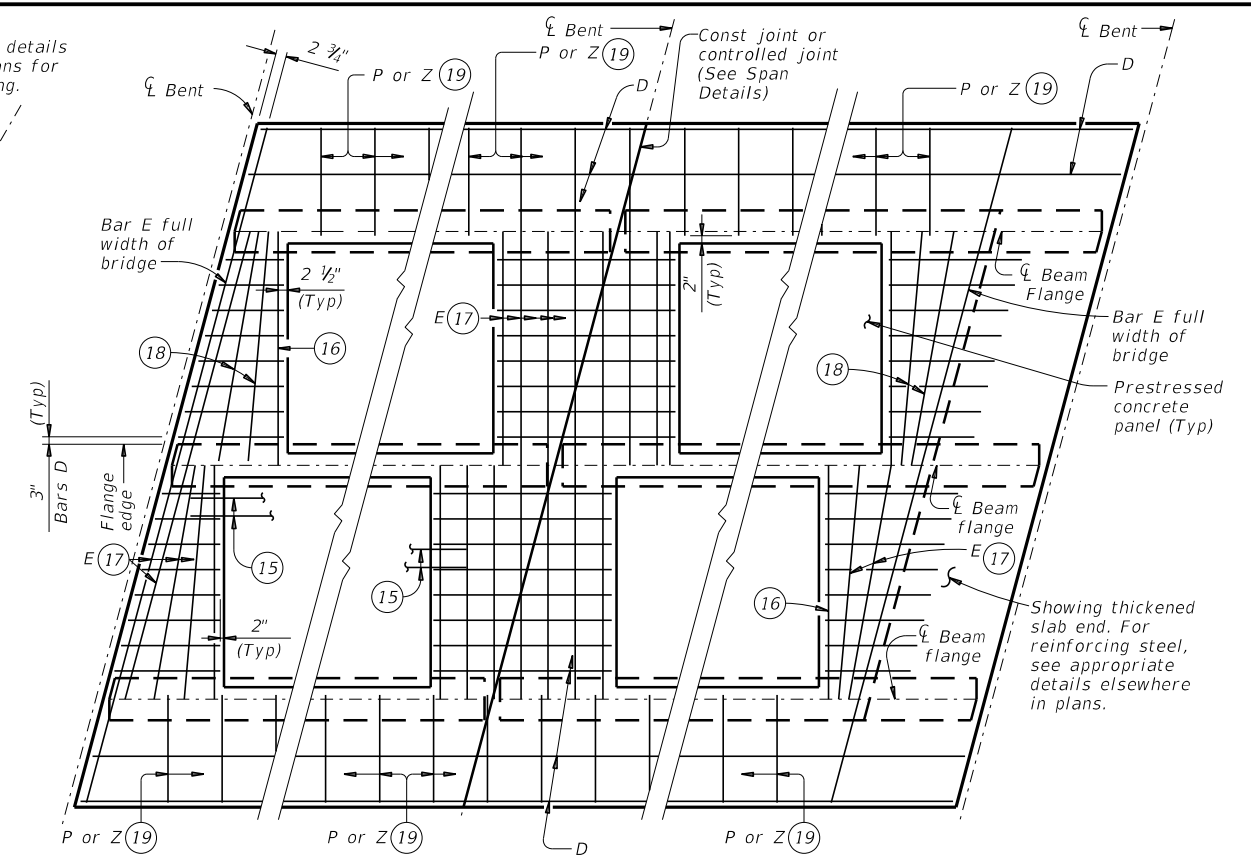 details
ns for
ng.
℄ Bent
2 ¾"
P or Z 19
℄ Bent
P or Z 19
D
Const joint or
controlled joint
(See Span
Details)
℄ Bent
D
P or Z 19
Bar E full
width of
bridge
2 ½"
(Typ)
2"
(Typ)
E 17
18
16
℄ Beam
Flange
Bar E full
width of
bridge
18
Prestressed
concrete
panel (Typ)
3"
(Typ)
Bars D
Flange
edge
℄ Beam
flange
E 17
15
15
E 17
2"
(Typ)
16
℄ Beam
flange
Showing thickened
slab end. For
reinforcing steel,
see appropriate
details elsewhere
in plans.
P or Z 19
P or Z 19
D
P or Z 19